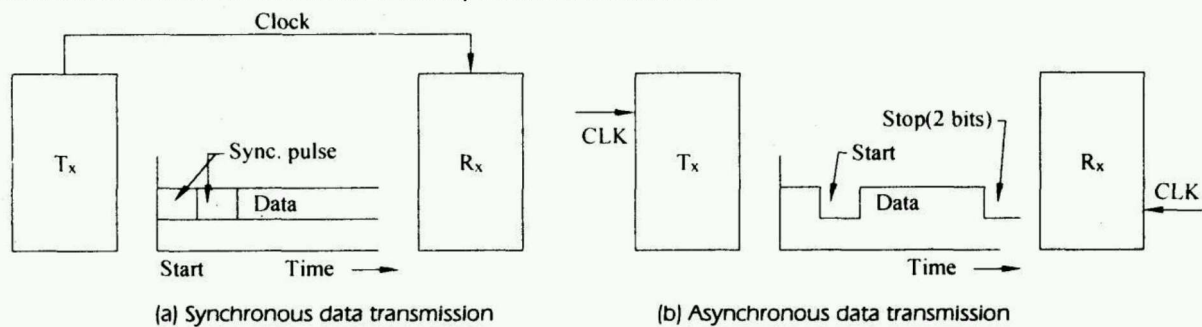 Clock
Tx
Sync. pulse
Data
Rx
Start
Time
(a) Synchronous data transmission
CLK
Tx
Start
Data
Stop(2 bits)
Rx
CLK
Time
(b) Asynchronous data transmission